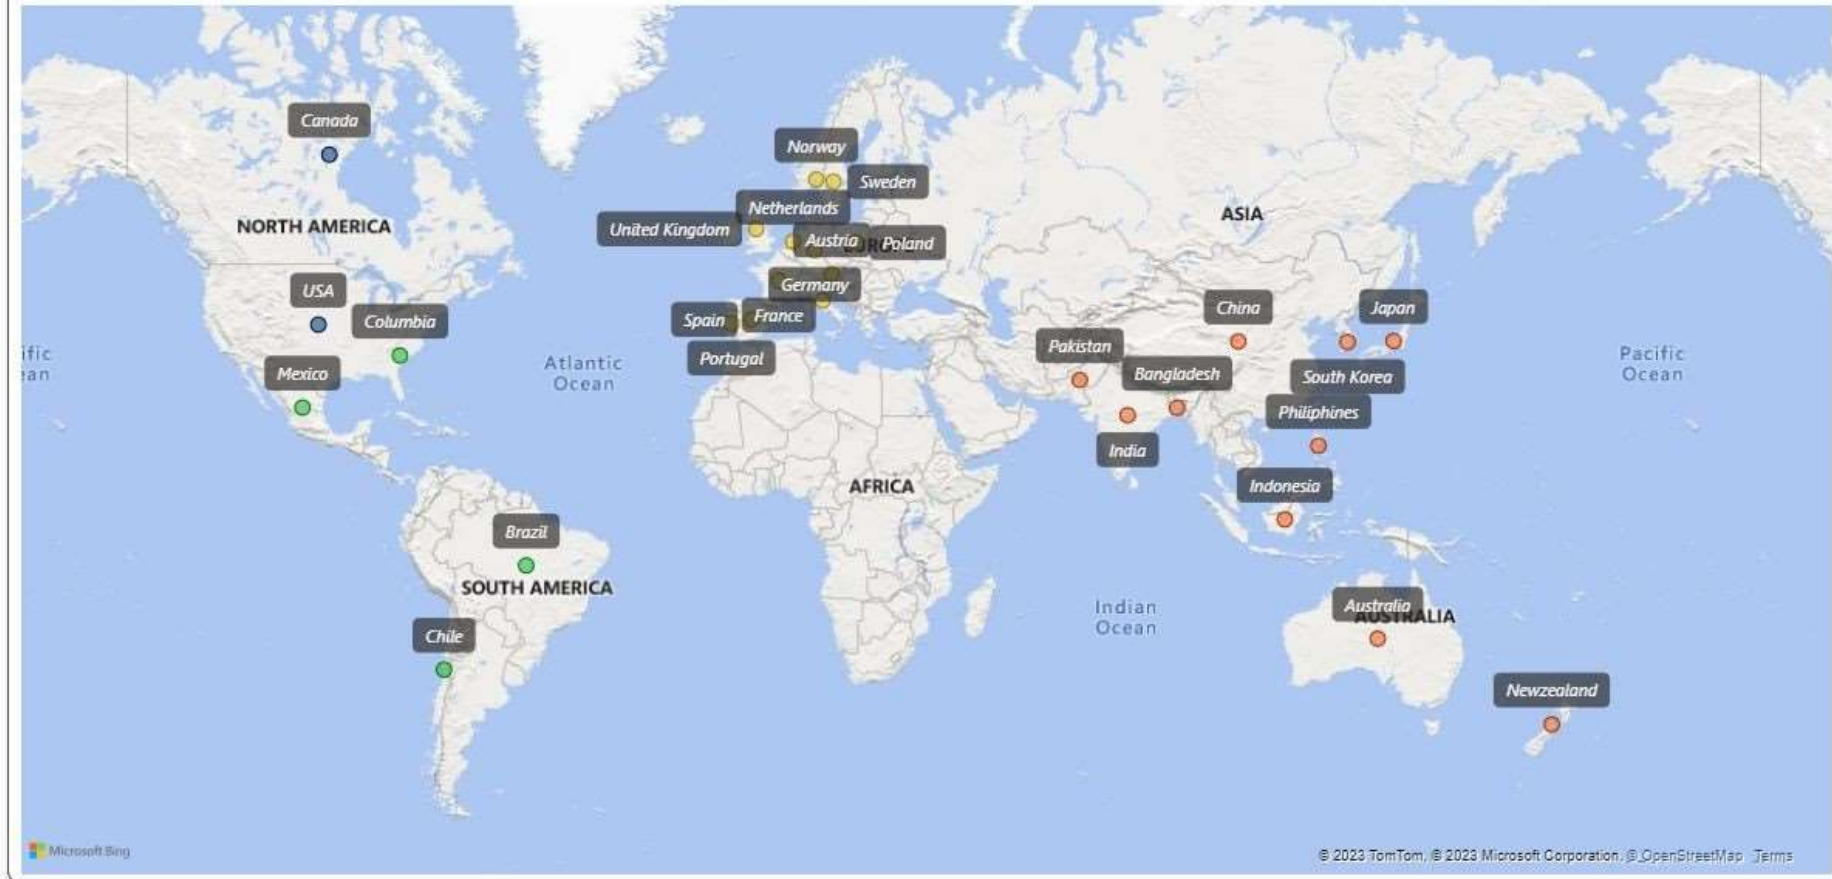 Canada
Norway
Sweden
Netherlands
ASIA
NORTH AMERICA
United Kingdom
Austria
Poland
USA
Germany
China
Japan
Columbia
Spain
France
Pakistan
ific
ean
Atlantic
Ocean
Portugal
Pacific
Ocean
Mexico
Bangladesh
South Korea
Philiphines
India
AFRICA
Indonesia
Brazil
SOUTH AMERICA
Indian
Ocean
Australia
AUSTRALIA
Chile
Newzealand
Microsoft Bing
© 2023 TomTom, © 2023 Microsoft Corporation, © OpenStreetMap Terms